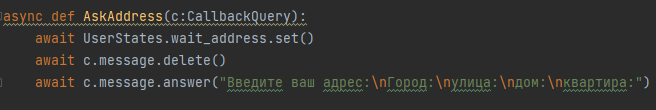 async def AskAddress(c:CallbackQuery):
    await UserStates.wait_address.set()
    await c.message.delete()
    await c.message.answer("Введите ваш адрес:\nГород:\nулица:\nдом:\nквартира:")